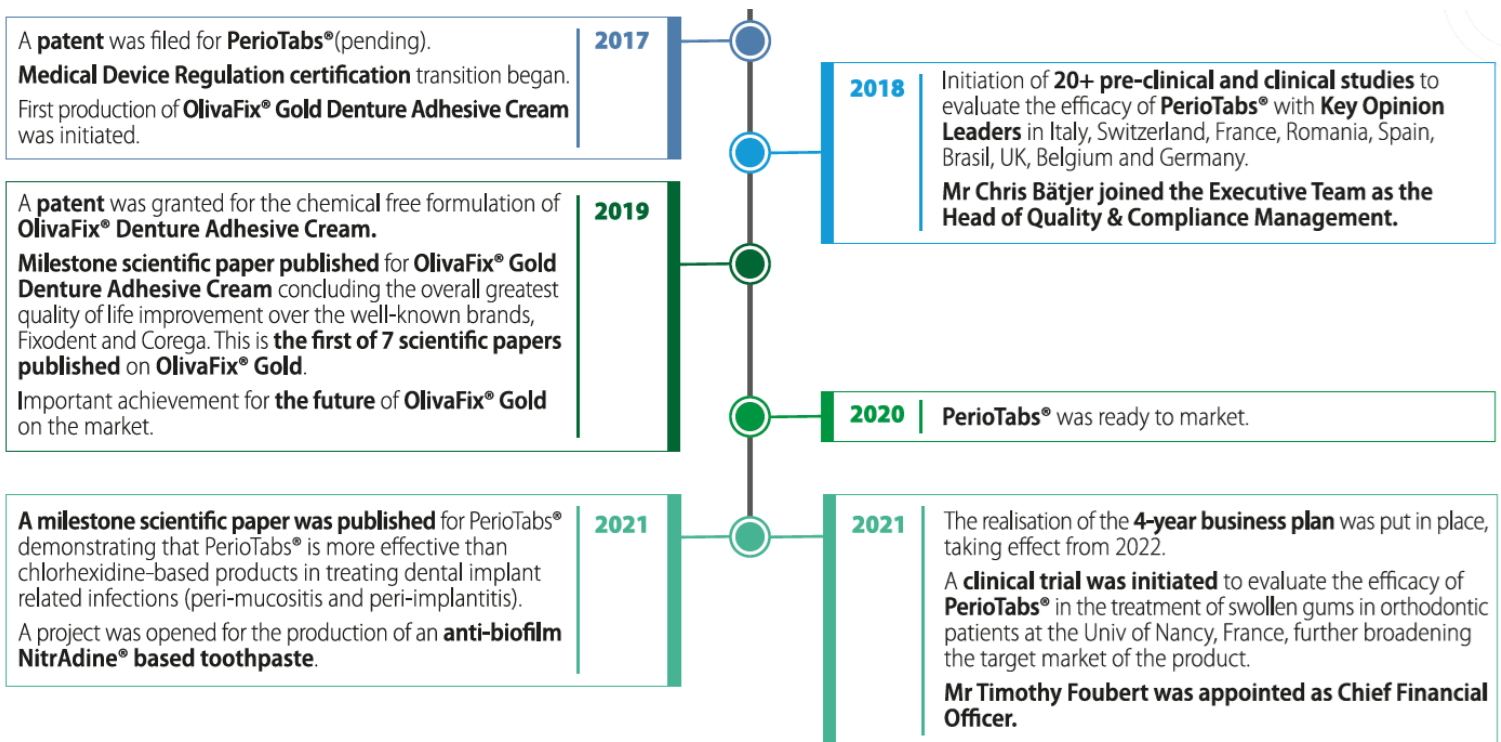 A patent was filed for PerioTabs®(pending).
Medical Device Regulation certification transition began.
First production of OlivaFix® Gold Denture Adhesive Cream
was initiated.
2017
2018
Initiation of 20+ pre-clinical and clinical studies to
evaluate the efficacy of PerioTabs® with Key Opinion
Leaders in Italy, Switzerland, France, Romania, Spain,
Brasil, UK, Belgium and Germany.
Mr Chris Bätjer joined the Executive Team as the
Head of Quality & Compliance Management.
A patent was granted for the chemical free formulation of
OlivaFix® Denture Adhesive Cream.
Milestone scientific paper published for OlivaFix® Gold
Denture Adhesive Cream concluding the overall greatest
quality of life improvement over the well-known brands,
Fixodent and Corega. This is the first of 7 scientific papers
published on OlivaFix® Gold.
Important achievement for the future of OlivaFix® Gold
on the market.
2019
2020
PerioTabs® was ready to market.
A milestone scientific paper was published for PerioTabs®
demonstrating that PerioTabs® is more effective than
chlorhexidine-based products in treating dental implant
related infections (peri-mucositis and peri-implantitis).
A project was opened for the production of an anti-biofilm
NitrAdine® based toothpaste.
2021
2021
The realisation of the 4-year business plan was put in place,
taking effect from 2022.
A clinical trial was initiated to evaluate the efficacy of
PerioTabs® in the treatment of swollen gums in orthodontic
patients at the Univ of Nancy, France, further broadening
the target market of the product.
Mr Timothy Foubert was appointed as Chief Financial
Officer.